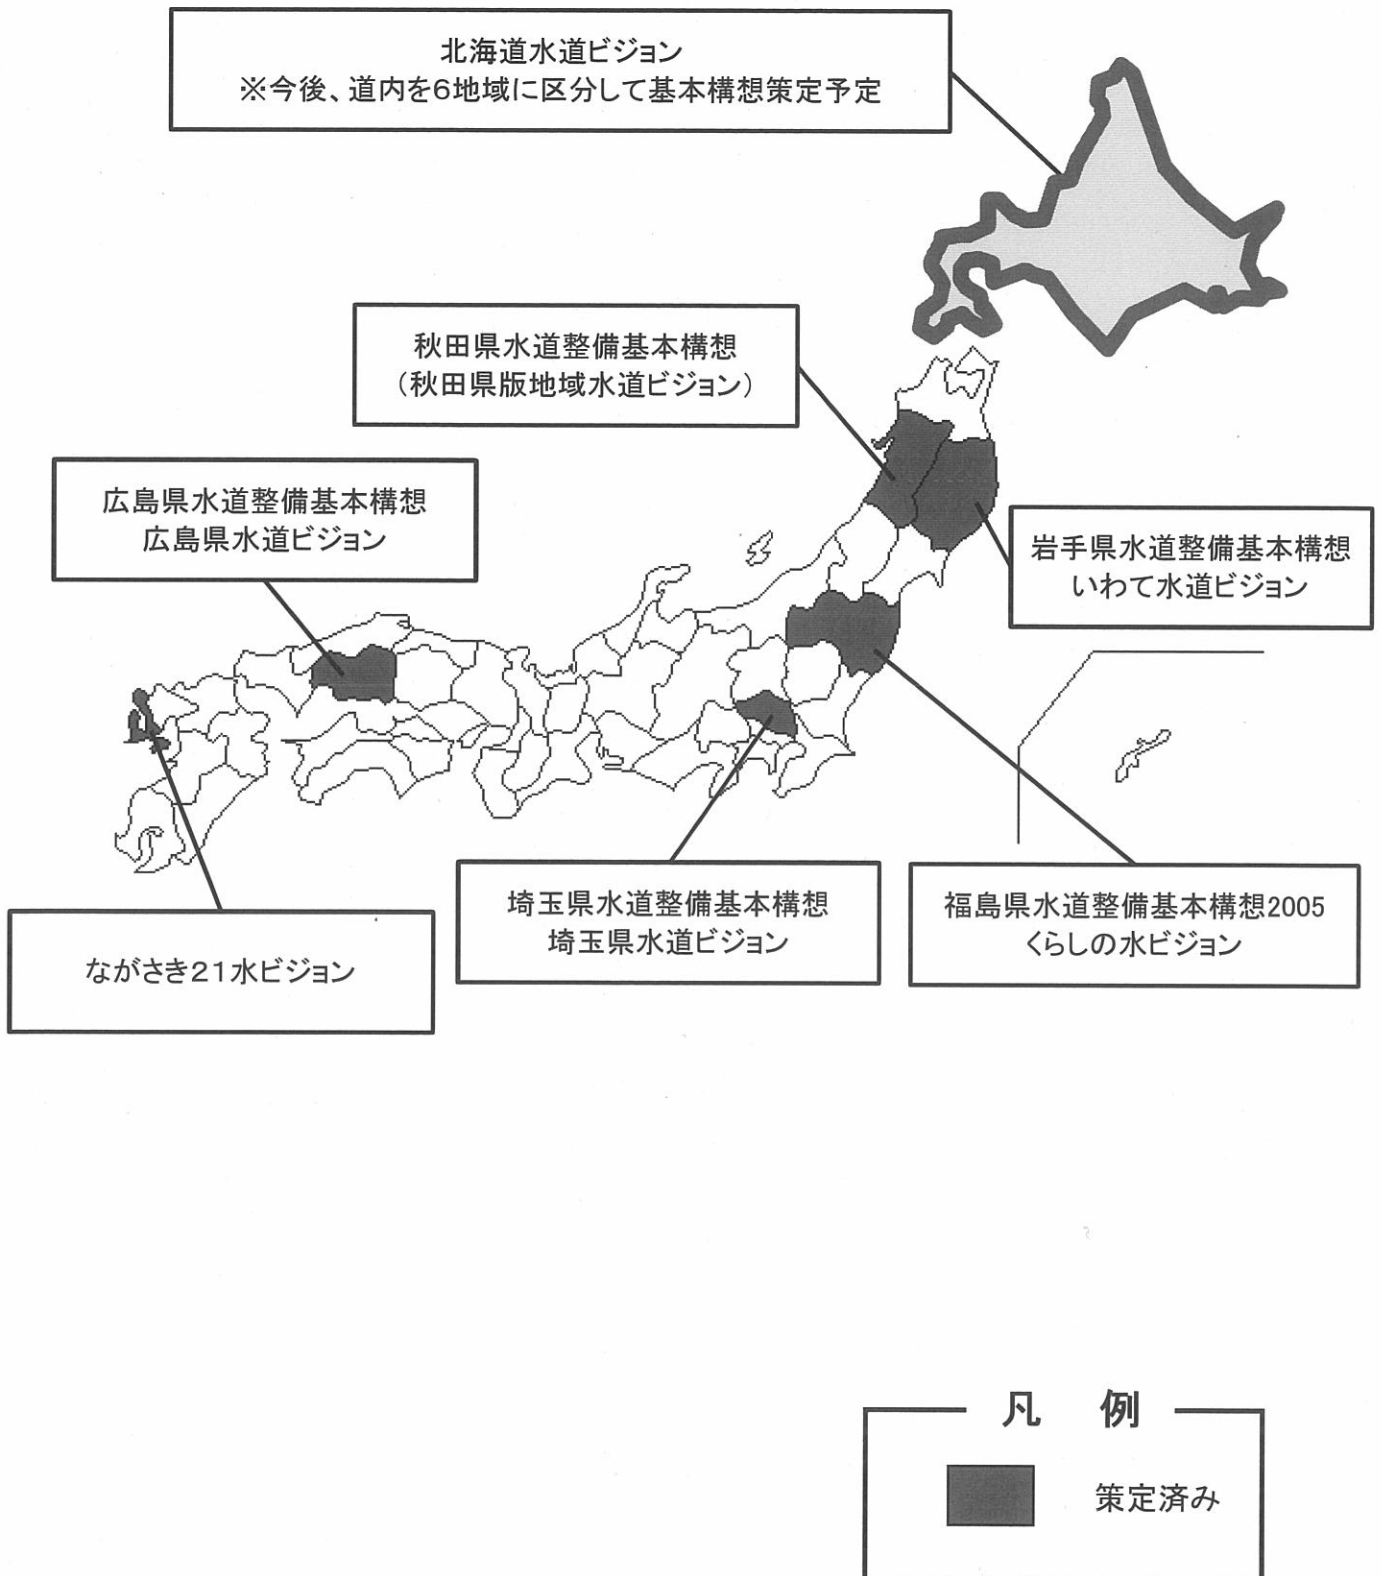 北海道水道ビジョン
※今後、道内を6地域に区分して基本構想策定予定
秋田県水道整備基本構想
（秋田県版地域水道ビジョン）
広島県水道整備基本構想
広島県水道ビジョン
岩手県水道整備基本構想
いわて水道ビジョン
埼玉県水道整備基本構想
埼玉県水道ビジョン
福島県水道整備基本構想2005
くらしの水ビジョン
ながさき21水ビジョン
凡 例
策定済み